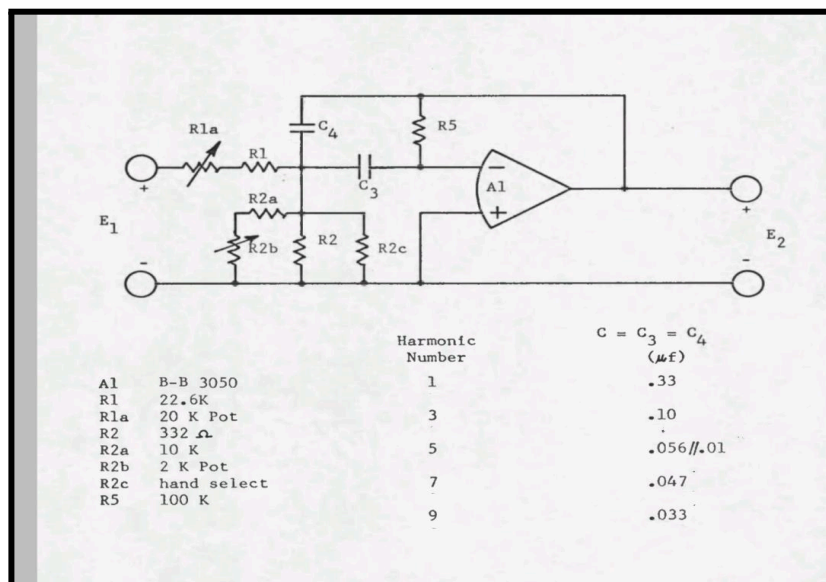 R1a
R1
C4
C3
R5
A1
−
+
R2a
R2b
R2
R2c
E1
+
-
E2
+
-
Harmonic Number
C = C3 = C4 (μf)
A1 B-B 3050
R1 22.6K
R1a 20 K Pot
R2 332 Ω
R2a 10 K
R2b 2 K Pot
R2c hand select
R5 100 K
1 .33
3 .10
5 .056//.01
7 .047
9 .033